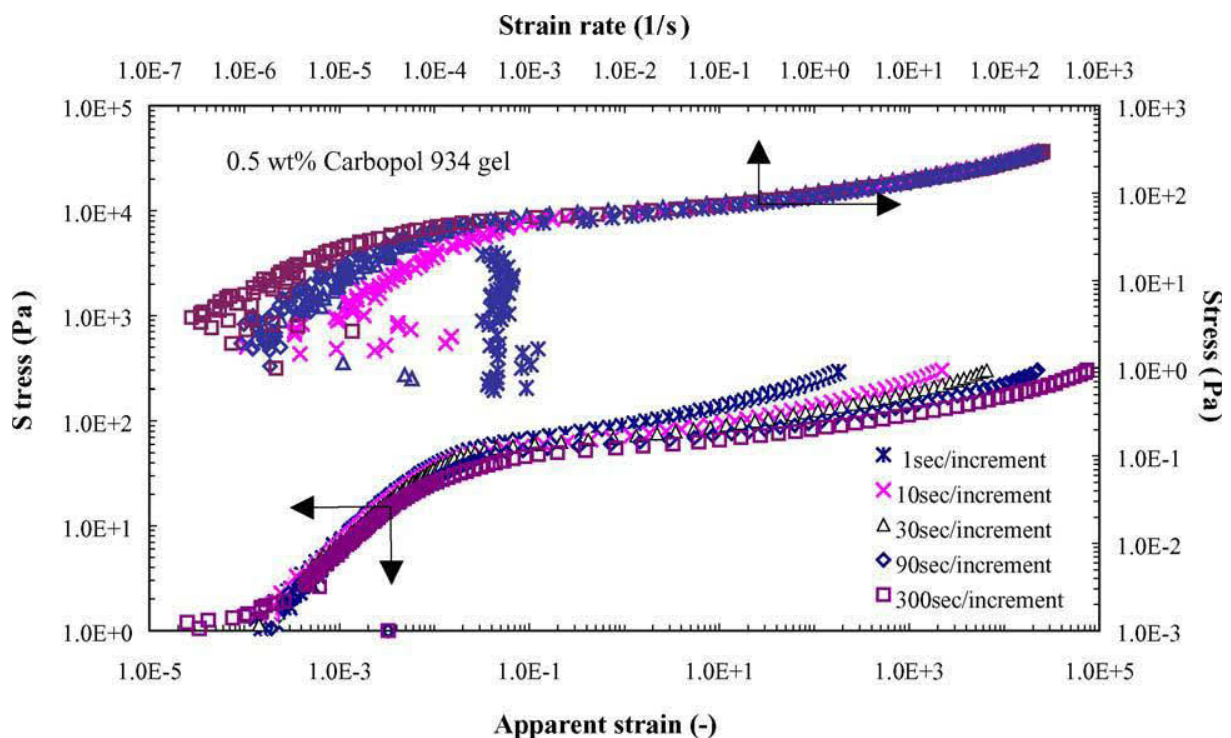 Strain rate (1/s)
1.0E-7 1.0E-6 1.0E-5 1.0E-4 1.0E-3 1.0E-2 1.0E-1 1.0E+0 1.0E+1 1.0E+2 1.0E+3
1.0E+5 1.0E+3
0.5 wt% Carbopol 934 gel
1.0E+2
1.0E+4
1.0E+1
1.0E+3
S tress (Pa)
Stress (Pa)
1.0E+0
1.0E+2
1.0E-1
1sec/increment
10sec/increment
1.0E+1
30sec/increment
1.0E-2
90sec/increment
300sec/increment
1.0E+0 1.0E-3
1.0E-5 1.0E-3 1.0E-1 1.0E+1 1.0E+3 1.0E+5
Apparent strain (-)